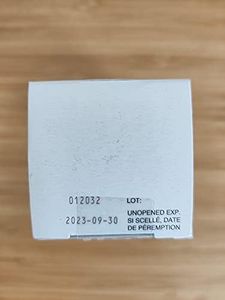 012032 LOT:
UNOPENED EXP.
2023-09-30 SI SCELLÉ, DATE
DE PÉREMPTION